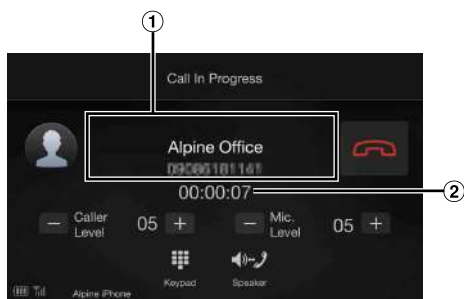 ①
Call In Progress
Alpine Office
09086181141
00:00:07 ②
− Caller Level 05 + − Mic. Level 05 +
Keypad Speaker
Alpine iPhone